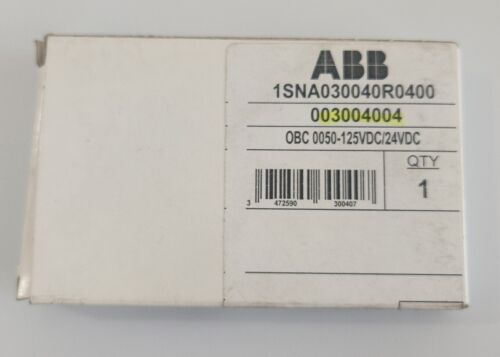 ABB
1SNA030040R0400
003004004
OBC 0050-125VDC/24VDC
QTY
1
3 472590 300407